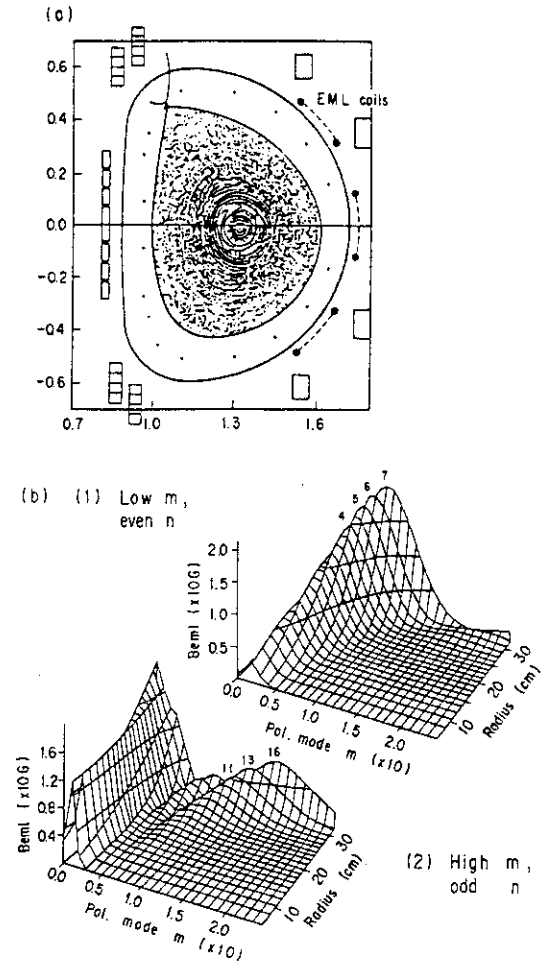 (a)
0.6
0.4
0.2
0.0
-0.2
-0.4
-0.6
0.7 1.0 1.3 1.6
EML coils
(b) (1) Low m,
even n
4 5 6 7
Beml (x10G)
2.0
1.5
1.0
0.5
0.0 0.5 1.0 1.5 2.0
Pol. mode m (x10)
10 20 30
Radius (cm)
11 13 16
Beml (x10G)
1.6
1.2
0.8
0.4
0.0 0.5 1.0 1.5 2.0
Pol. mode m (x10)
10 20 30
Radius (cm)
(2) High m,
odd n